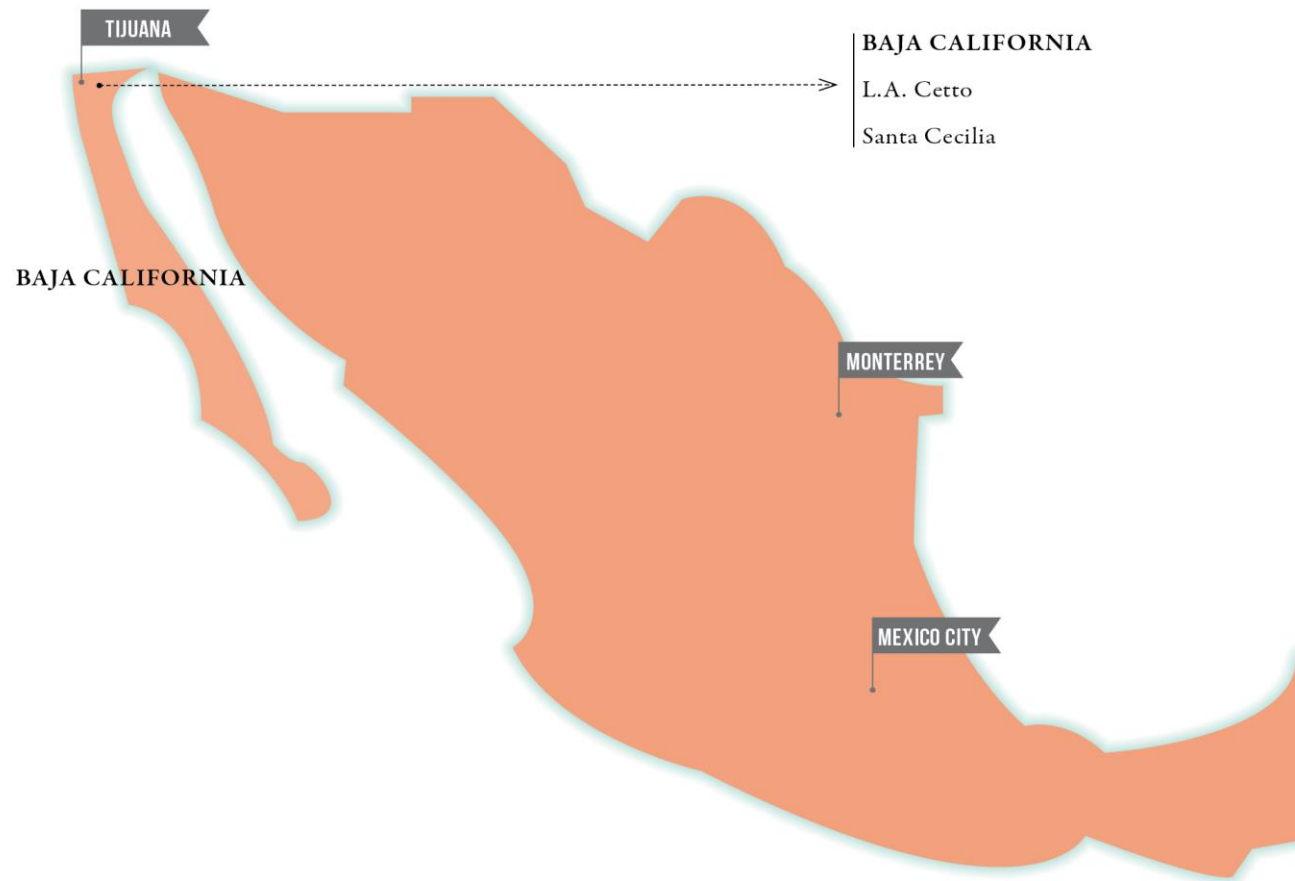 TIJUANA
BAJA CALIFORNIA
L.A. Cetto
Santa Cecilia
BAJA CALIFORNIA
MONTERREY
MEXICO CITY